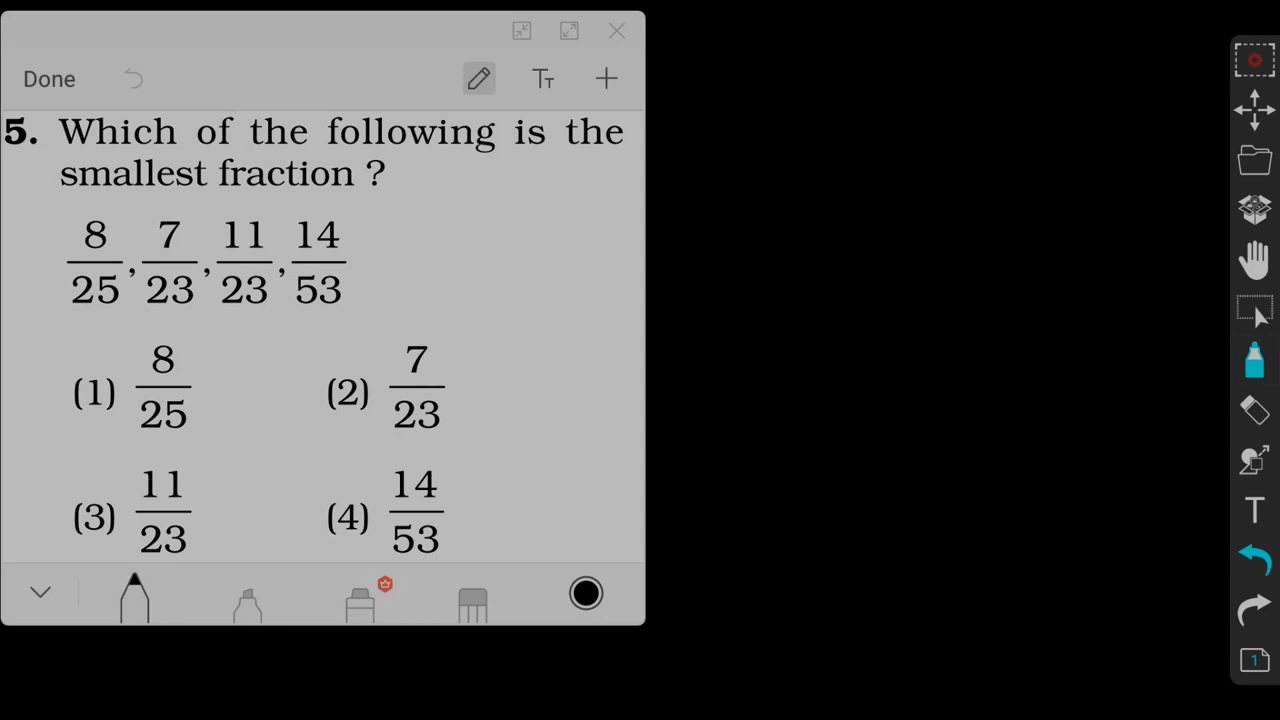 Done
5. Which of the following is the
smallest fraction ?
8/25, 7/23, 11/23, 14/53
(1) 8/25 (2) 7/23
(3) 11/23 (4) 14/53
T
1